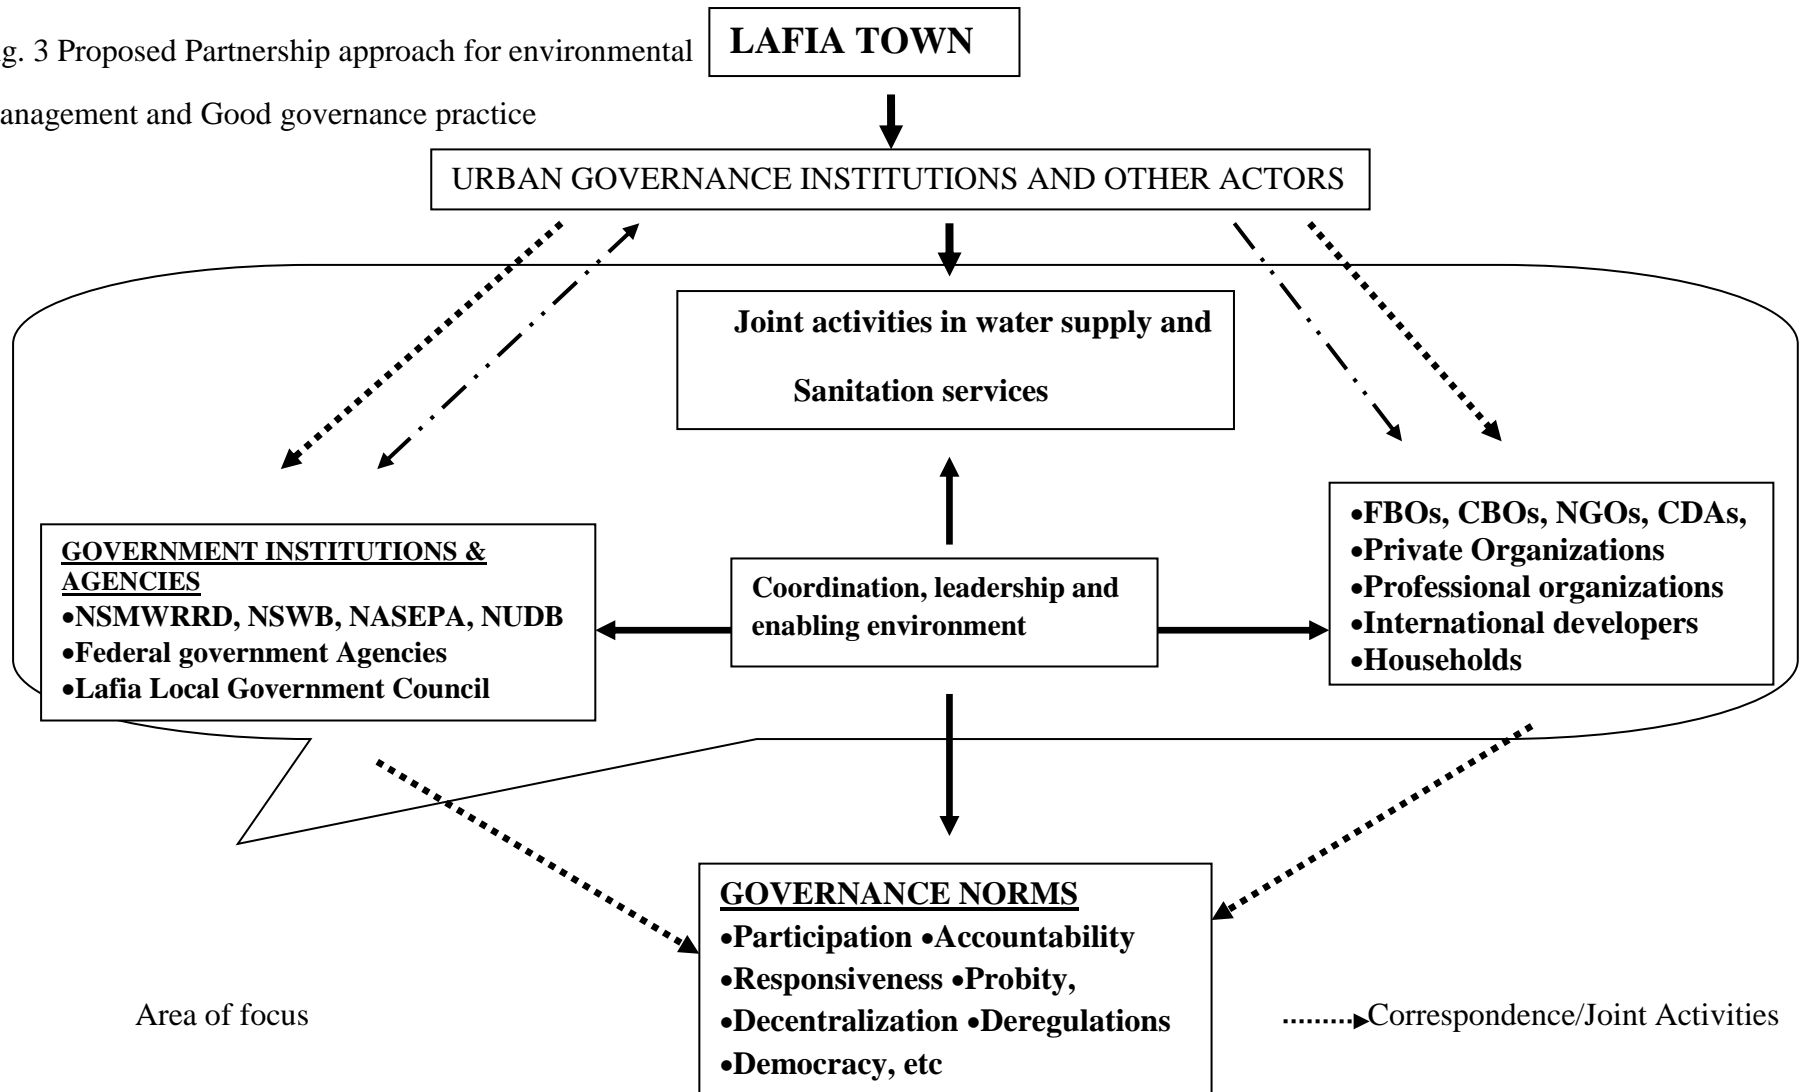 g. 3 Proposed Partnership approach for environmental
anagement and Good governance practice
LAFIA TOWN
URBAN GOVERNANCE INSTITUTIONS AND OTHER ACTORS
Joint activities in water supply and
Sanitation services
GOVERNMENT INSTITUTIONS &
AGENCIES
•NSMWRRD, NSWB, NASEPA, NUDB
•Federal government Agencies
•Lafia Local Government Council
Coordination, leadership and
enabling environment
•FBOs, CBOs, NGOs, CDAs,
•Private Organizations
•Professional organizations
•International developers
•Households
GOVERNANCE NORMS
•Participation •Accountability
•Responsiveness •Probity,
•Decentralization •Deregulations
•Democracy, etc
Area of focus
Correspondence/Joint Activities